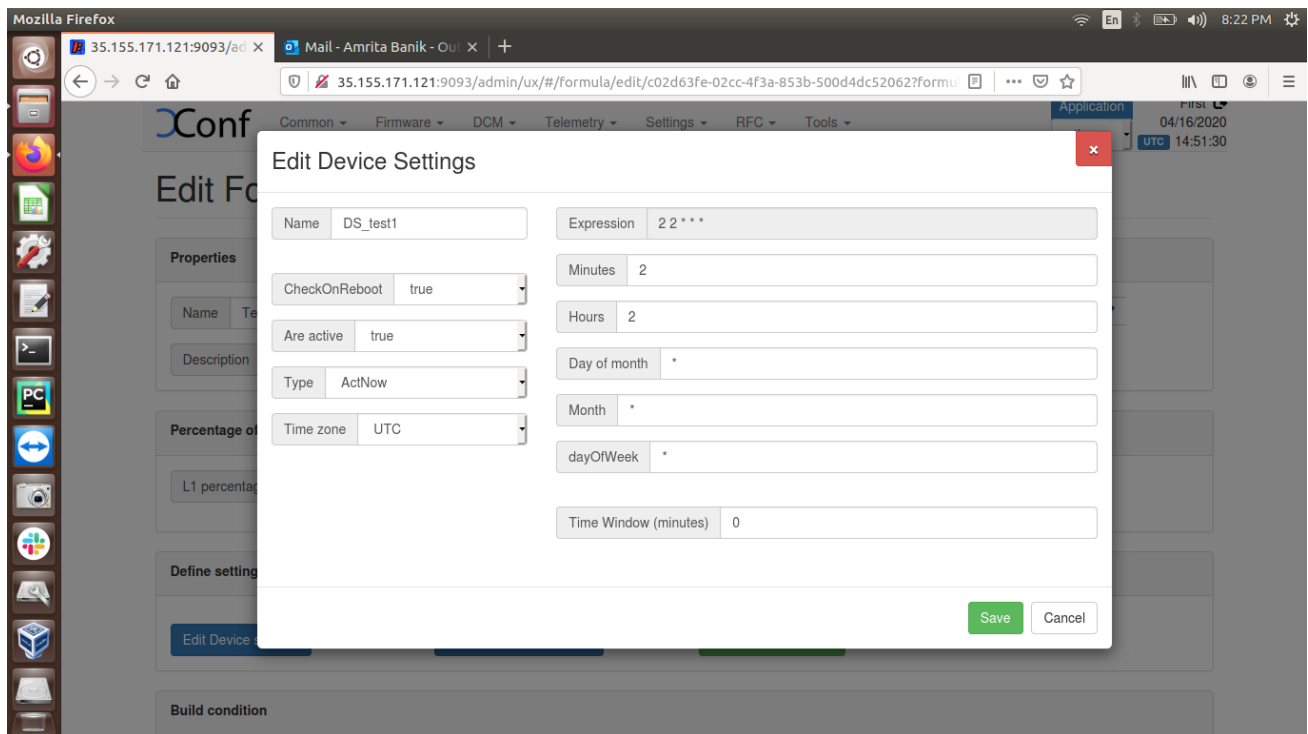 Mozilla Firefox
En
8:22 PM
35.155.171.121:9093/ad
Mail - Amrita Banik - Out
35.155.171.121:9093/admin/ux/#/formula/edit/c02d63fe-02cc-4f3a-853b-500d4dc52062?formu
XConf
Common
Firmware
DCM
Telemetry
Settings
RFC
Tools
Application
First
04/16/2020
UTC 14:51:30
Edit Fo
Edit Device Settings
×
Name DS_test1
Expression 2 2 * * *
Minutes 2
CheckOnReboot true
Hours 2
Are active true
Day of month *
Type ActNow
Month *
Time zone UTC
dayOfWeek *
Time Window (minutes) 0
Save
Cancel
Properties
Name Te
Description
Percentage of
L1 percentag
Define setting
Edit Device s
Build condition
PC